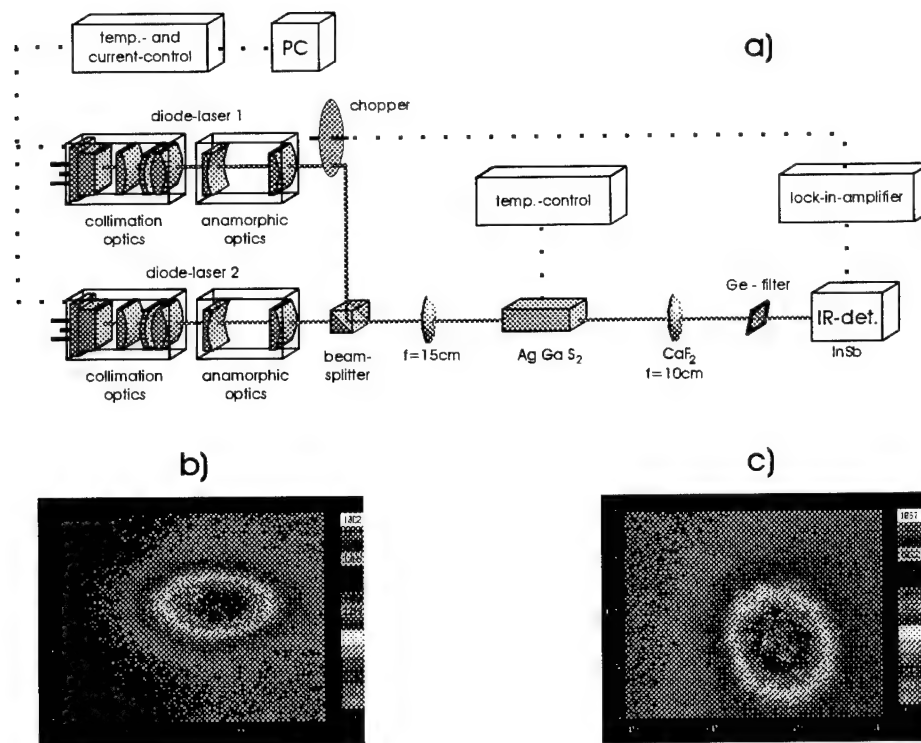 a)
temp.- and
current-control
PC
chopper
diode-laser 1
collimation
optics
anamorphic
optics
temp.-control
lock-in-amplifier
diode-laser 2
collimation
optics
anamorphic
optics
beam-
splitter
f=15cm
Ag Ga S2
CaF2
f=10cm
Ge - filter
IR-det.
InSb
b)
c)